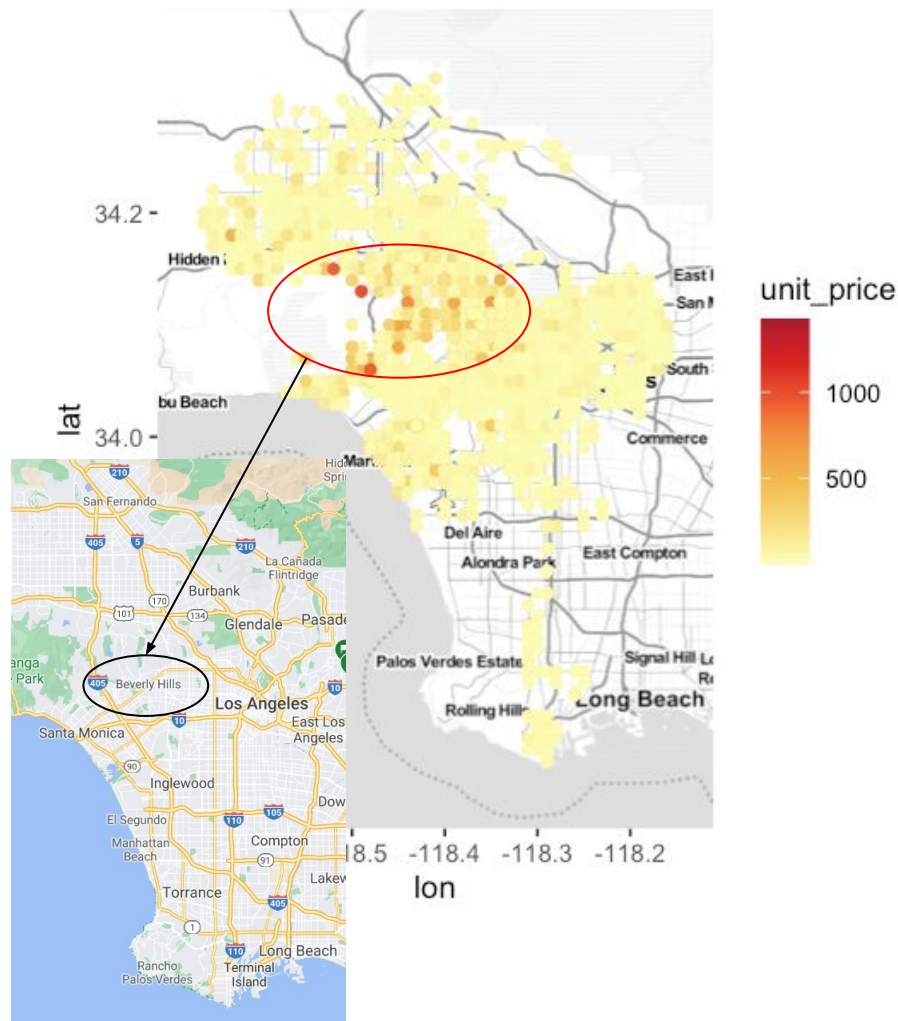 34.2
Hidden
East
San
unit_price
1000
500
South
s
bu Beach
lat
34.0
Commerce
Mar
Del Aire
East Compton
Alondra Park
Palos Verdes Estate
Signal Hill
Long Beach
Rolling Hills
-118.4
-118.3
-118.2
lon
210
San Fernando
405
5
210
La Cañada
Flintridge
Burbank
170
101
134
Glendale
Pasade
anga
Park
405
Beverly Hills
10
Los Angeles
10
Santa Monica
East Los
Angeles
90
Inglewood
El Segundo
110
105
Dow
Manhattan
Beach
Compton
91
Lakew
Torrance
405
1
110
Long Beach
Rancho
Palos Verdes
Terminal
Island